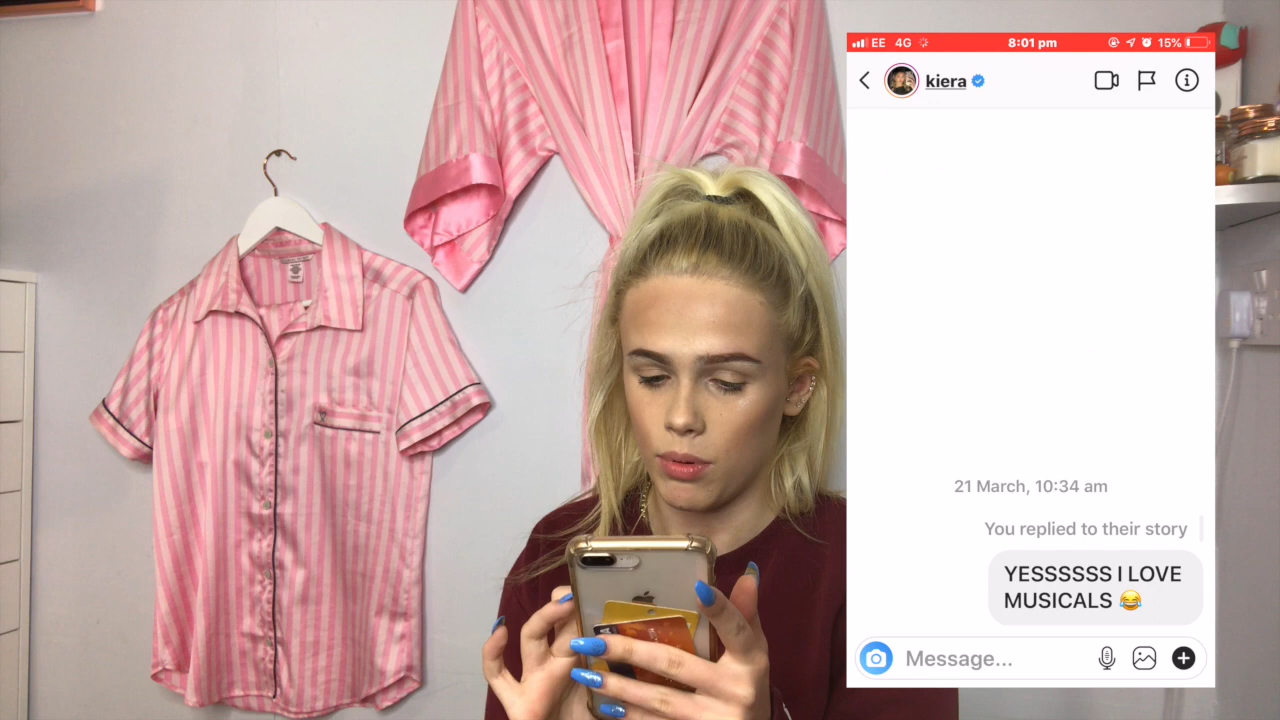 EE 4G 8:01 pm 15%
kiera
21 March, 10:34 am
You replied to their story
YESSSSSS I LOVE
MUSICALS 😂
Message...